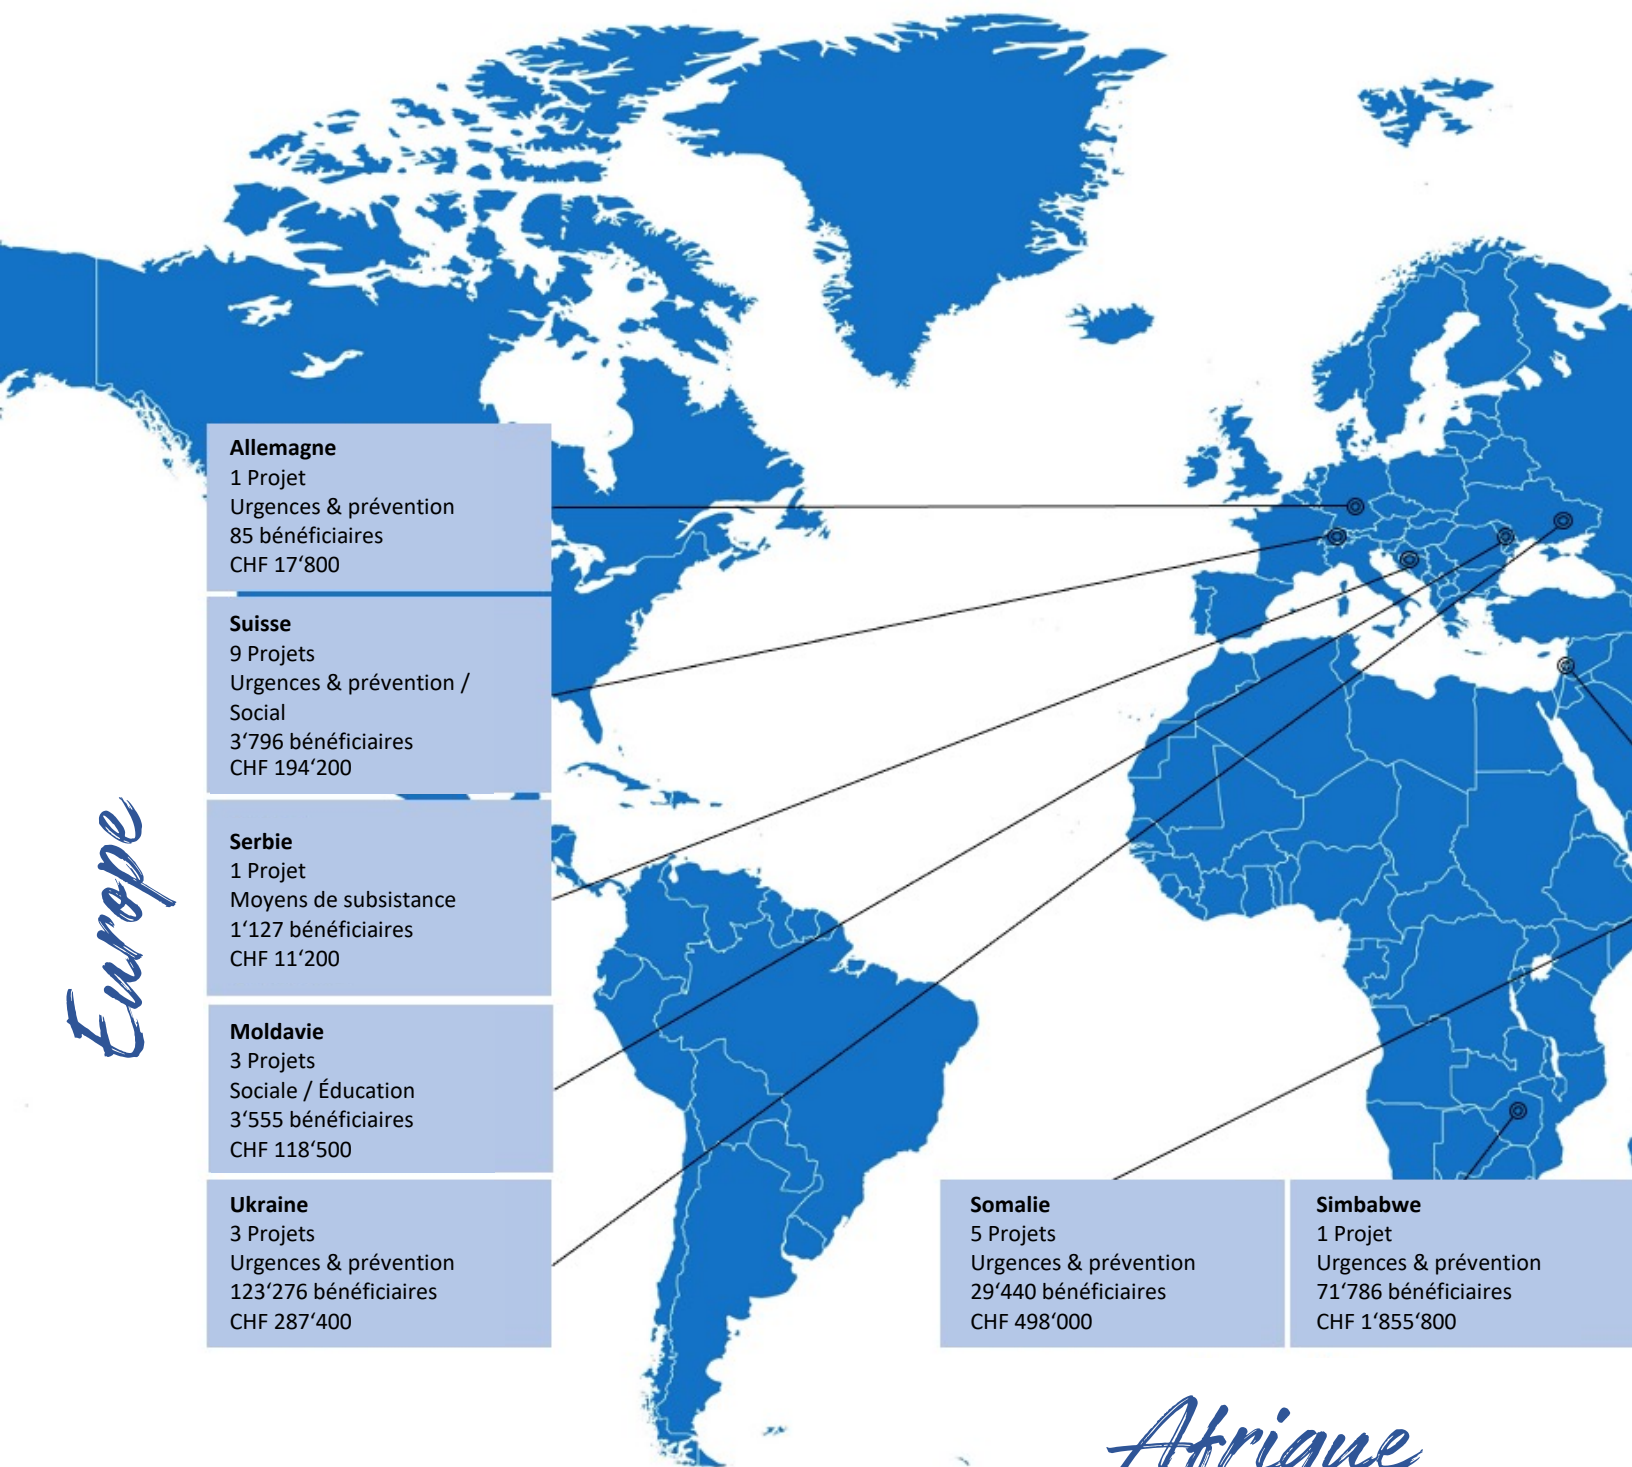 Allemagne
1 Projet
Urgences & prévention
85 bénéficiaires
CHF 17‘800
Suisse
9 Projets
Urgences & prévention /
Social
3‘796 bénéficiaires
CHF 194‘200
Serbie
1 Projet
Moyens de subsistance
1‘127 bénéficiaires
CHF 11‘200
Moldavie
3 Projets
Sociale / Éducation
3‘555 bénéficiaires
CHF 118‘500
Ukraine
3 Projets
Urgences & prévention
123‘276 bénéficiaires
CHF 287‘400
Europe
Somalie
5 Projets
Urgences & prévention
29‘440 bénéficiaires
CHF 498‘000
Simbabwe
1 Projet
Urgences & prévention
71‘786 bénéficiaires
CHF 1‘855‘800
Afrique